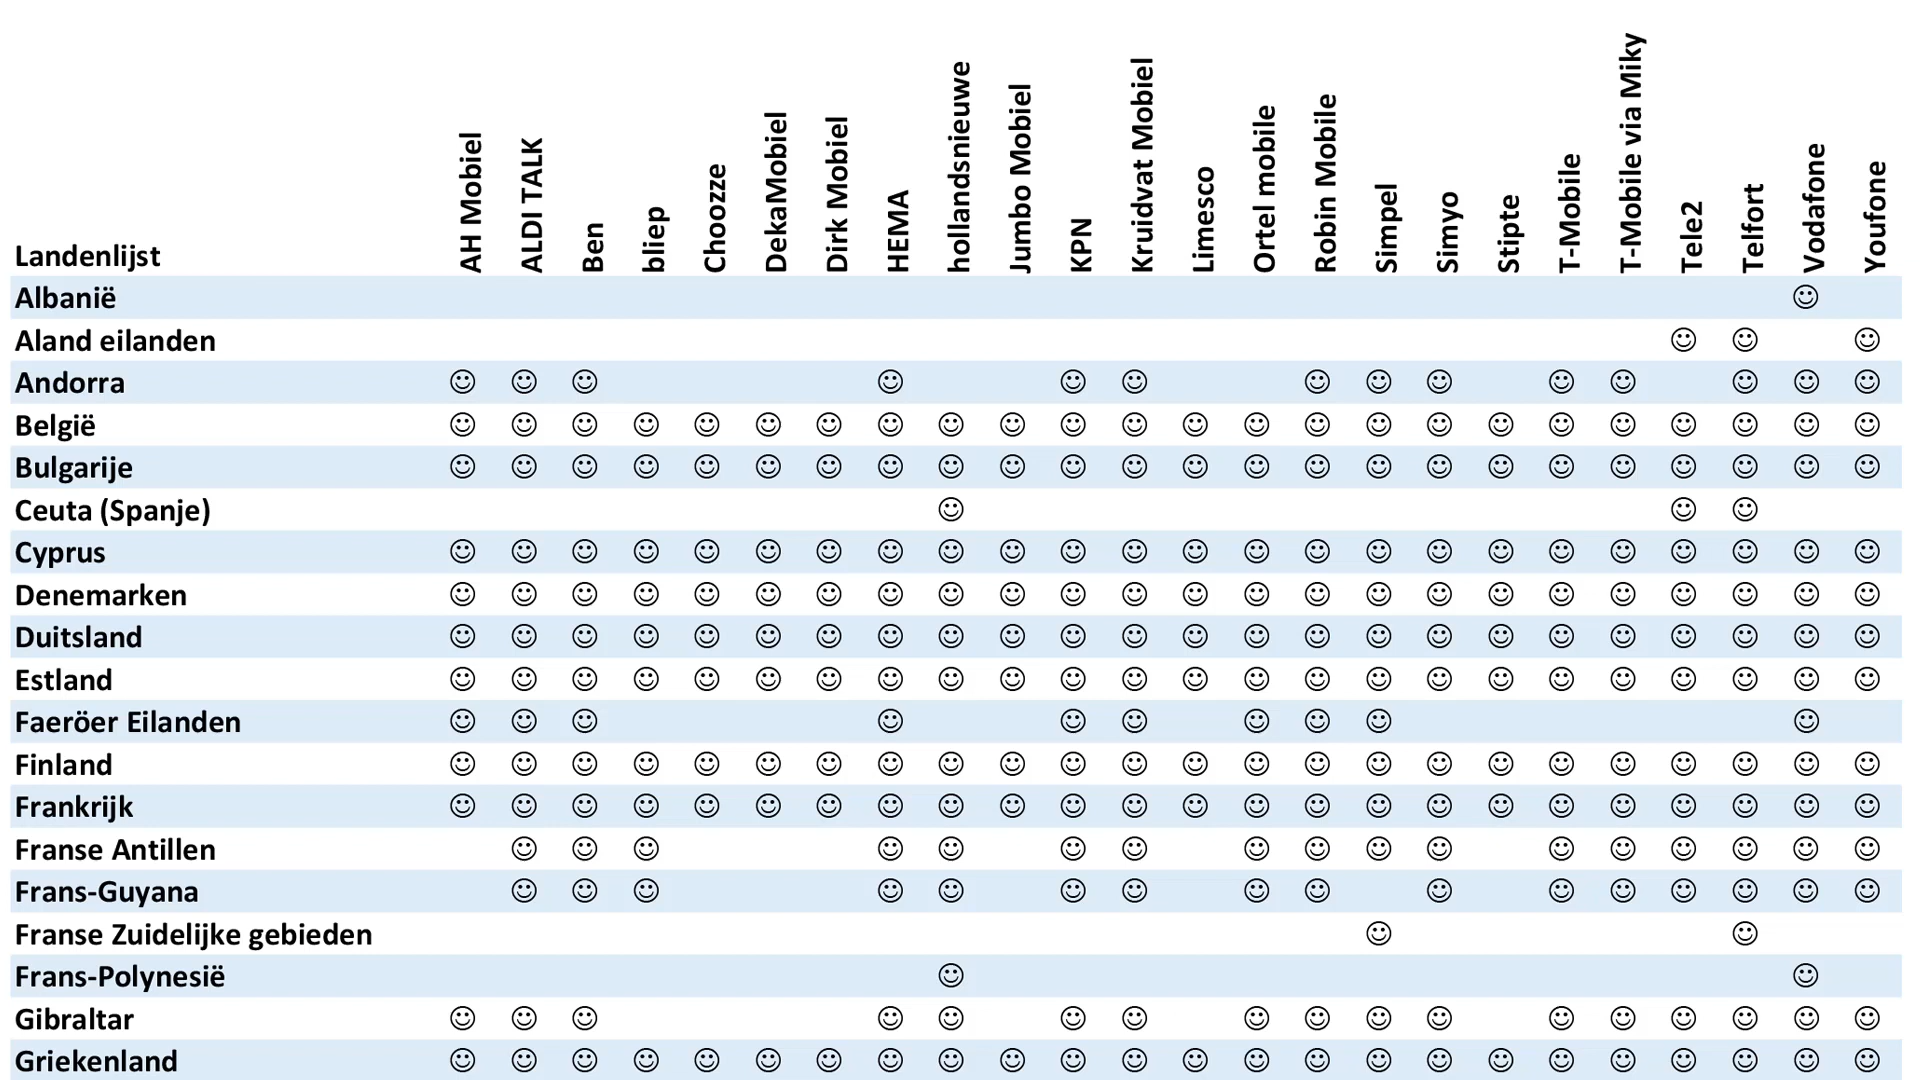 Landenlijst AH Mobiel ALDI TALK Ben bliep Choozze DekaMobiel Dirk Mobiel HEMA hollandsnieuwe Jumbo Mobiel KPN Kruidvat Mobiel Limesco Ortel mobile Robin Mobile Simpel Simyo Stipte T-Mobile T-Mobile via Miky Tele2 Telfort Vodafone Youfone
Albanië
Aland eilanden
Andorra
België
Bulgarije
Ceuta (Spanje)
Cyprus
Denemarken
Duitsland
Estland
Faeröer Eilanden
Finland
Frankrijk
Franse Antillen
Frans-Guyana
Franse Zuidelijke gebieden
Frans-Polynesië
Gibraltar
Griekenland